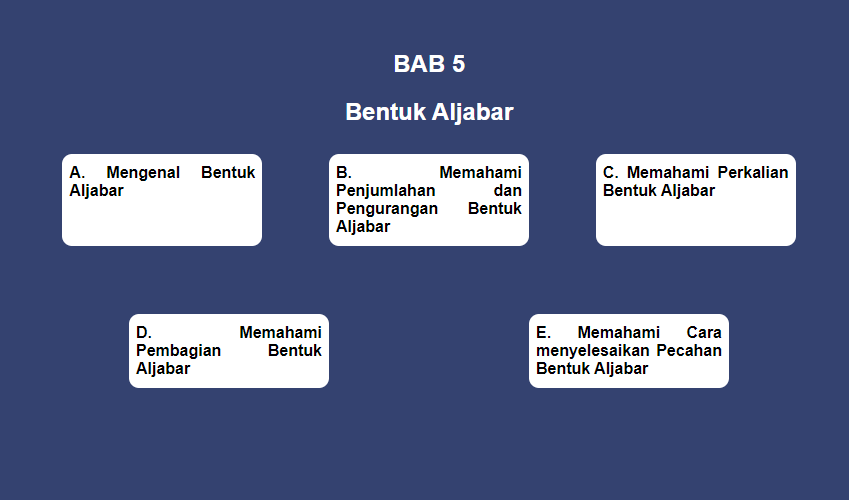 BAB 5
Bentuk Aljabar
A. Mengenal Bentuk
Aljabar
B. Memahami
Penjumlahan dan
Pengurangan Bentuk
Aljabar
C. Memahami Perkalian
Bentuk Aljabar
D. Memahami
Pembagian Bentuk
Aljabar
E. Memahami Cara
menyelesaikan Pecahan
Bentuk Aljabar